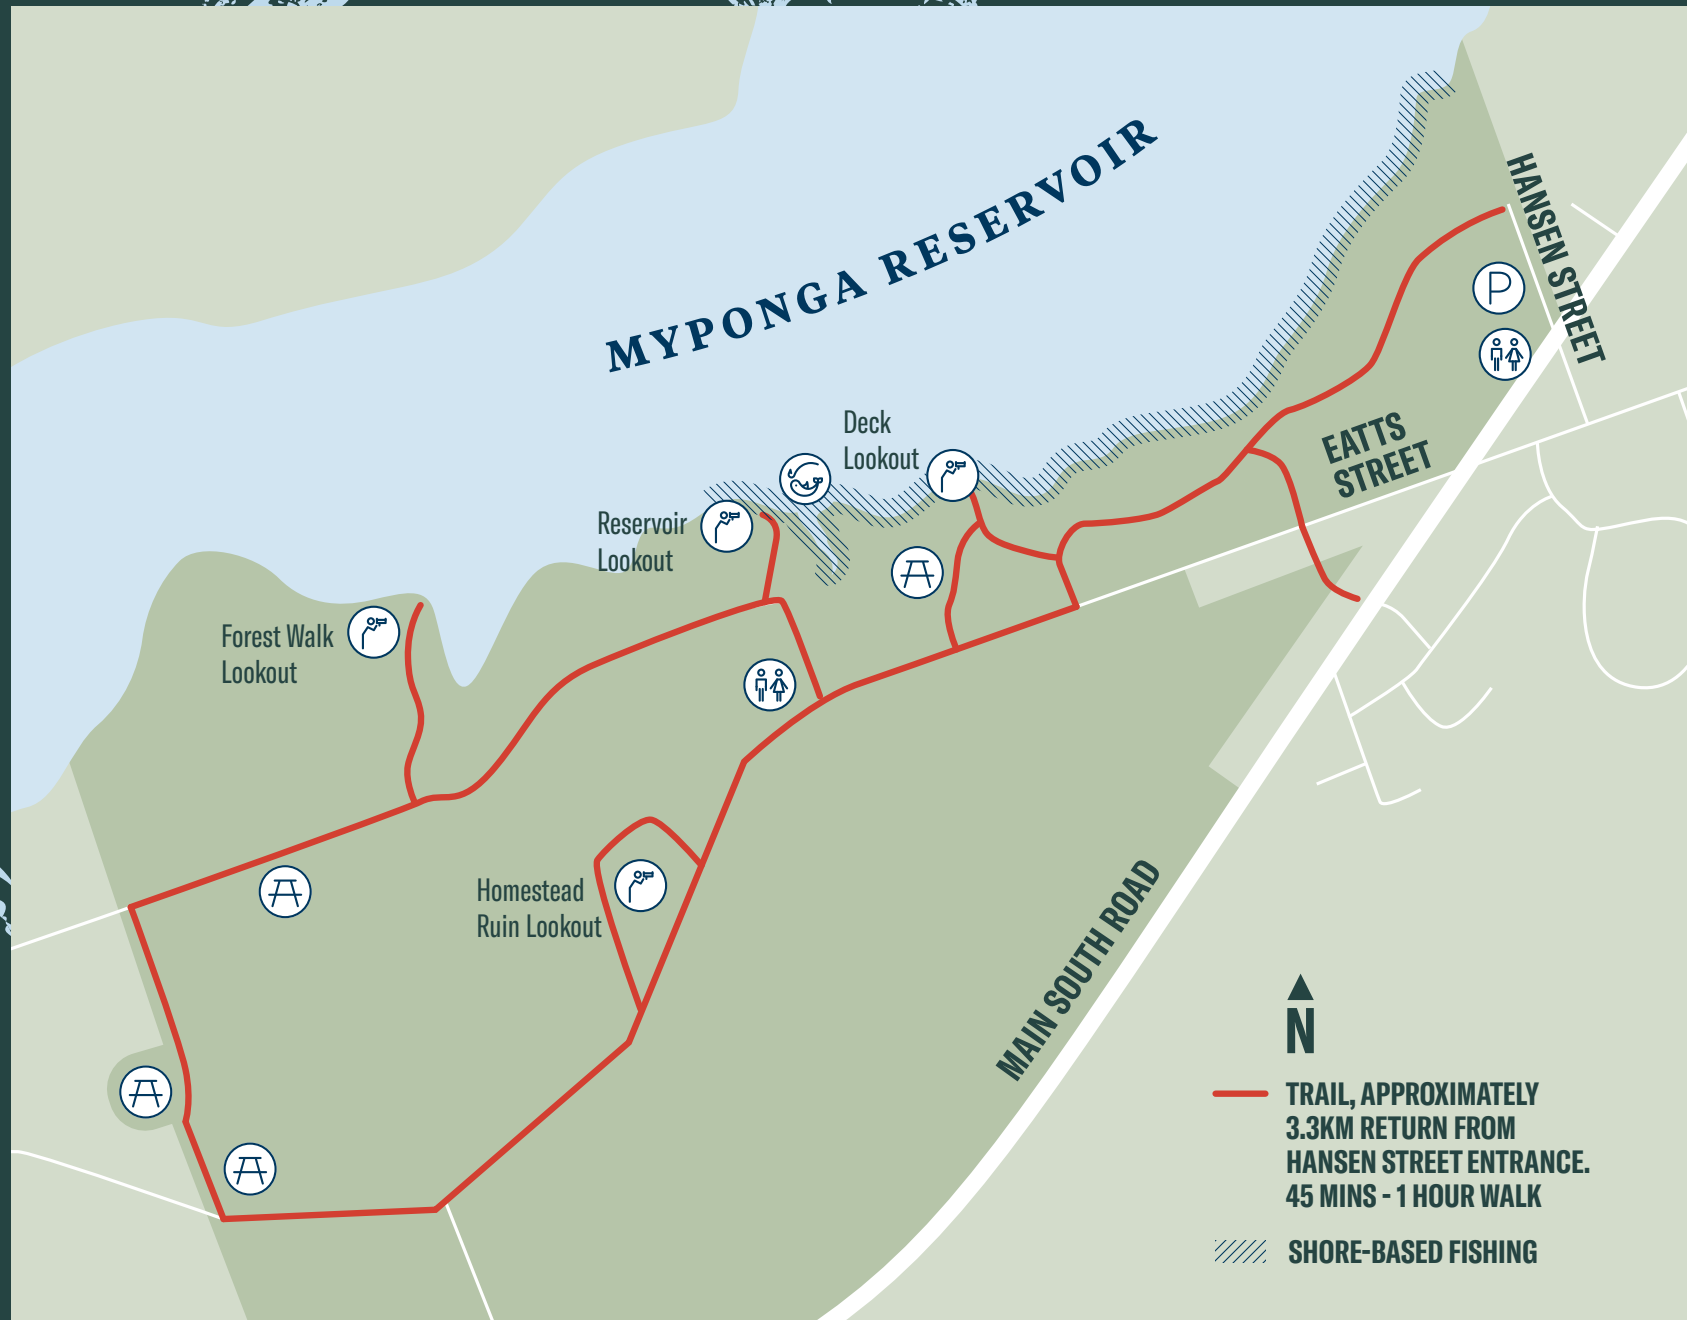 MYPONGA RESERVOIR
HANSEN STREET
P
Deck
Lookout
EATTS
STREET
Reservoir
Lookout
Forest Walk
Lookout
Homestead
Ruin Lookout
MAIN SOUTH ROAD
N
TRAIL, APPROXIMATELY
3.3KM RETURN FROM
HANSEN STREET ENTRANCE.
45 MINS - 1 HOUR WALK
SHORE-BASED FISHING